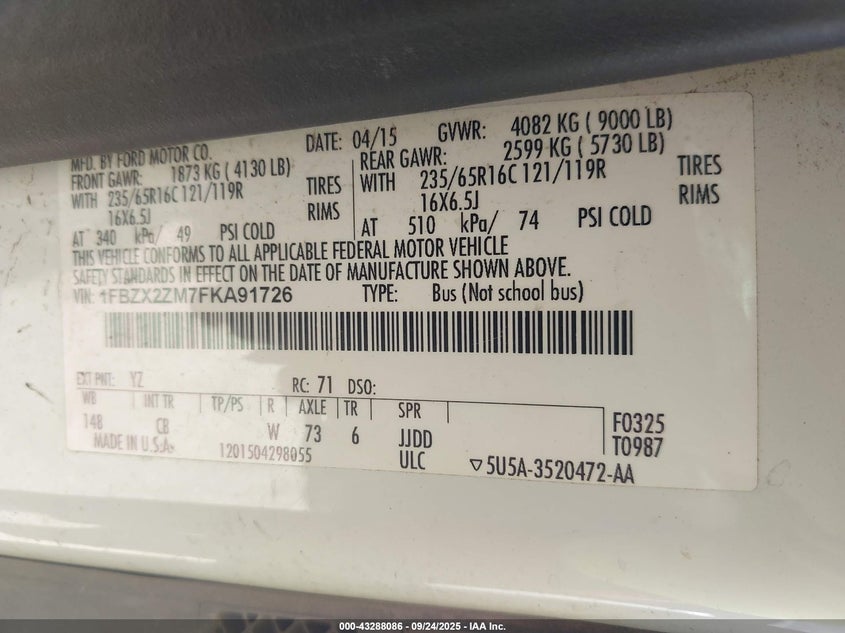 MFD. BY FORD MOTOR CO. DATE: 04/15 GVWR: 4082 KG ( 9000 LB)
FRONT GAWR: 1873 KG ( 4130 LB) REAR GAWR: 2599 KG ( 5730 LB)
WITH 235/65R16C 121/119R TIRES WITH 235/65R16C 121/119R TIRES
16X6.5J RIMS 16X6.5J RIMS
AT 340 kPa/ 49 PSI COLD AT 510 kPa/ 74 PSI COLD
THIS VEHICLE CONFORMS TO ALL APPLICABLE FEDERAL MOTOR VEHICLE
SAFETY STANDARDS IN EFFECT ON THE DATE OF MANUFACTURE SHOWN ABOVE.
VIN: 1FBZX2ZM7FKA91726 TYPE: Bus (Not school bus)
EXT PNT: YZ RC: 71 DSO:
WB INT TR TP/PS R AXLE TR SPR
148 CB W 73 6 JJDD F0325
MADE IN U.S.A. 1201504298055 ULC T0987
▽5U5A-3520472-AA
000-43288086 - 09/24/2025 - IAA Inc.